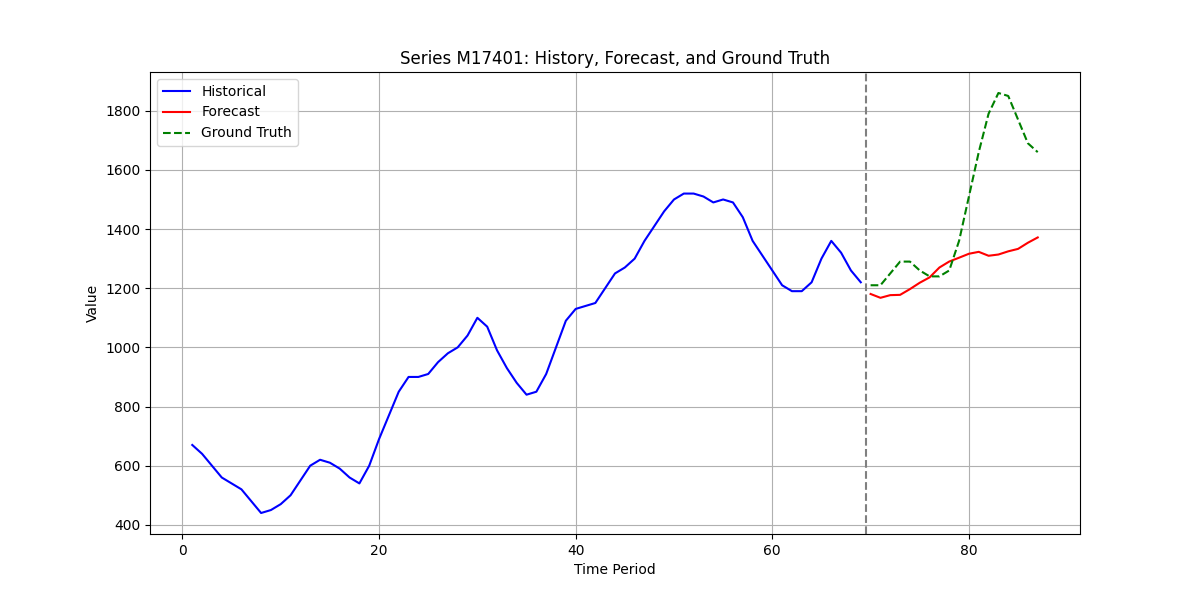 Series M17401: History, Forecast, and Ground Truth
Historical
Forecast
Ground Truth
Value
1800
1600
1400
1200
1000
800
600
400
0 20 40 60 80
Time Period